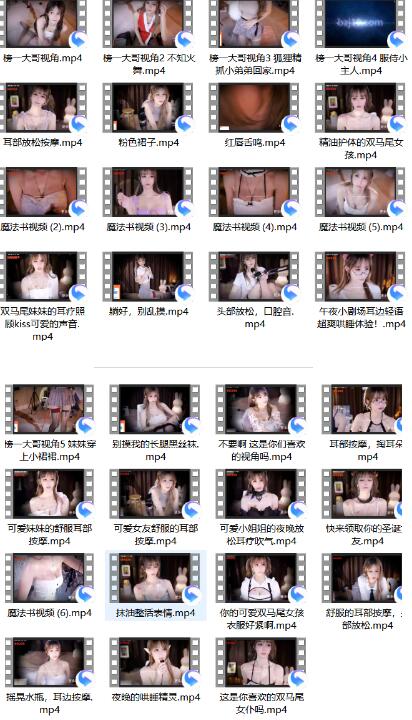 bzji.com
榜一大哥视角.mp4
榜一大哥视角2 不知火
舞.mp4
榜一大哥视角3 狐狸精
抓小弟弟回家.mp4
榜一大哥视角4 服侍小
主人.mp4
耳部放松按摩.mp4
粉色裙子.mp4
红唇舌鸣.mp4
精油护体的双马尾女
孩.mp4
魔法书视频 (2).mp4
魔法书视频 (3).mp4
魔法书视频 (4).mp4
魔法书视频 (5).mp4
双马尾妹妹的耳疗照
顾kiss可爱的声音.
mp4
躺好，别乱摸.mp4
头部放松，口腔音.
mp4
午夜小剧场耳边轻语
超爽哄睡体验！.mp4
榜一大哥视角5 妹妹穿
上小裙裙.mp4
别摸我的长腿黑丝袜.
mp4
不要啊 这是你们喜欢
的视角吗.mp4
耳部按摩，掏耳朵
mp4
可爱妹妹的舒服耳部
按摩.mp4
可爱女友舒服的耳部
按摩.mp4
可爱小姐姐的夜晚放
松耳疗吹气.mp4
快来领取你的圣诞
友.mp4
魔法书视频 (6).mp4
抹油整活表情.mp4
你的可爱双马尾女孩
衣服好紧啊.mp4
舒服的耳部按摩，
部放松.mp4
摇晃水瓶，耳边按摩.
mp4
夜晚的哄睡精灵.mp4
这是你喜欢的双马尾
女仆吗.mp4